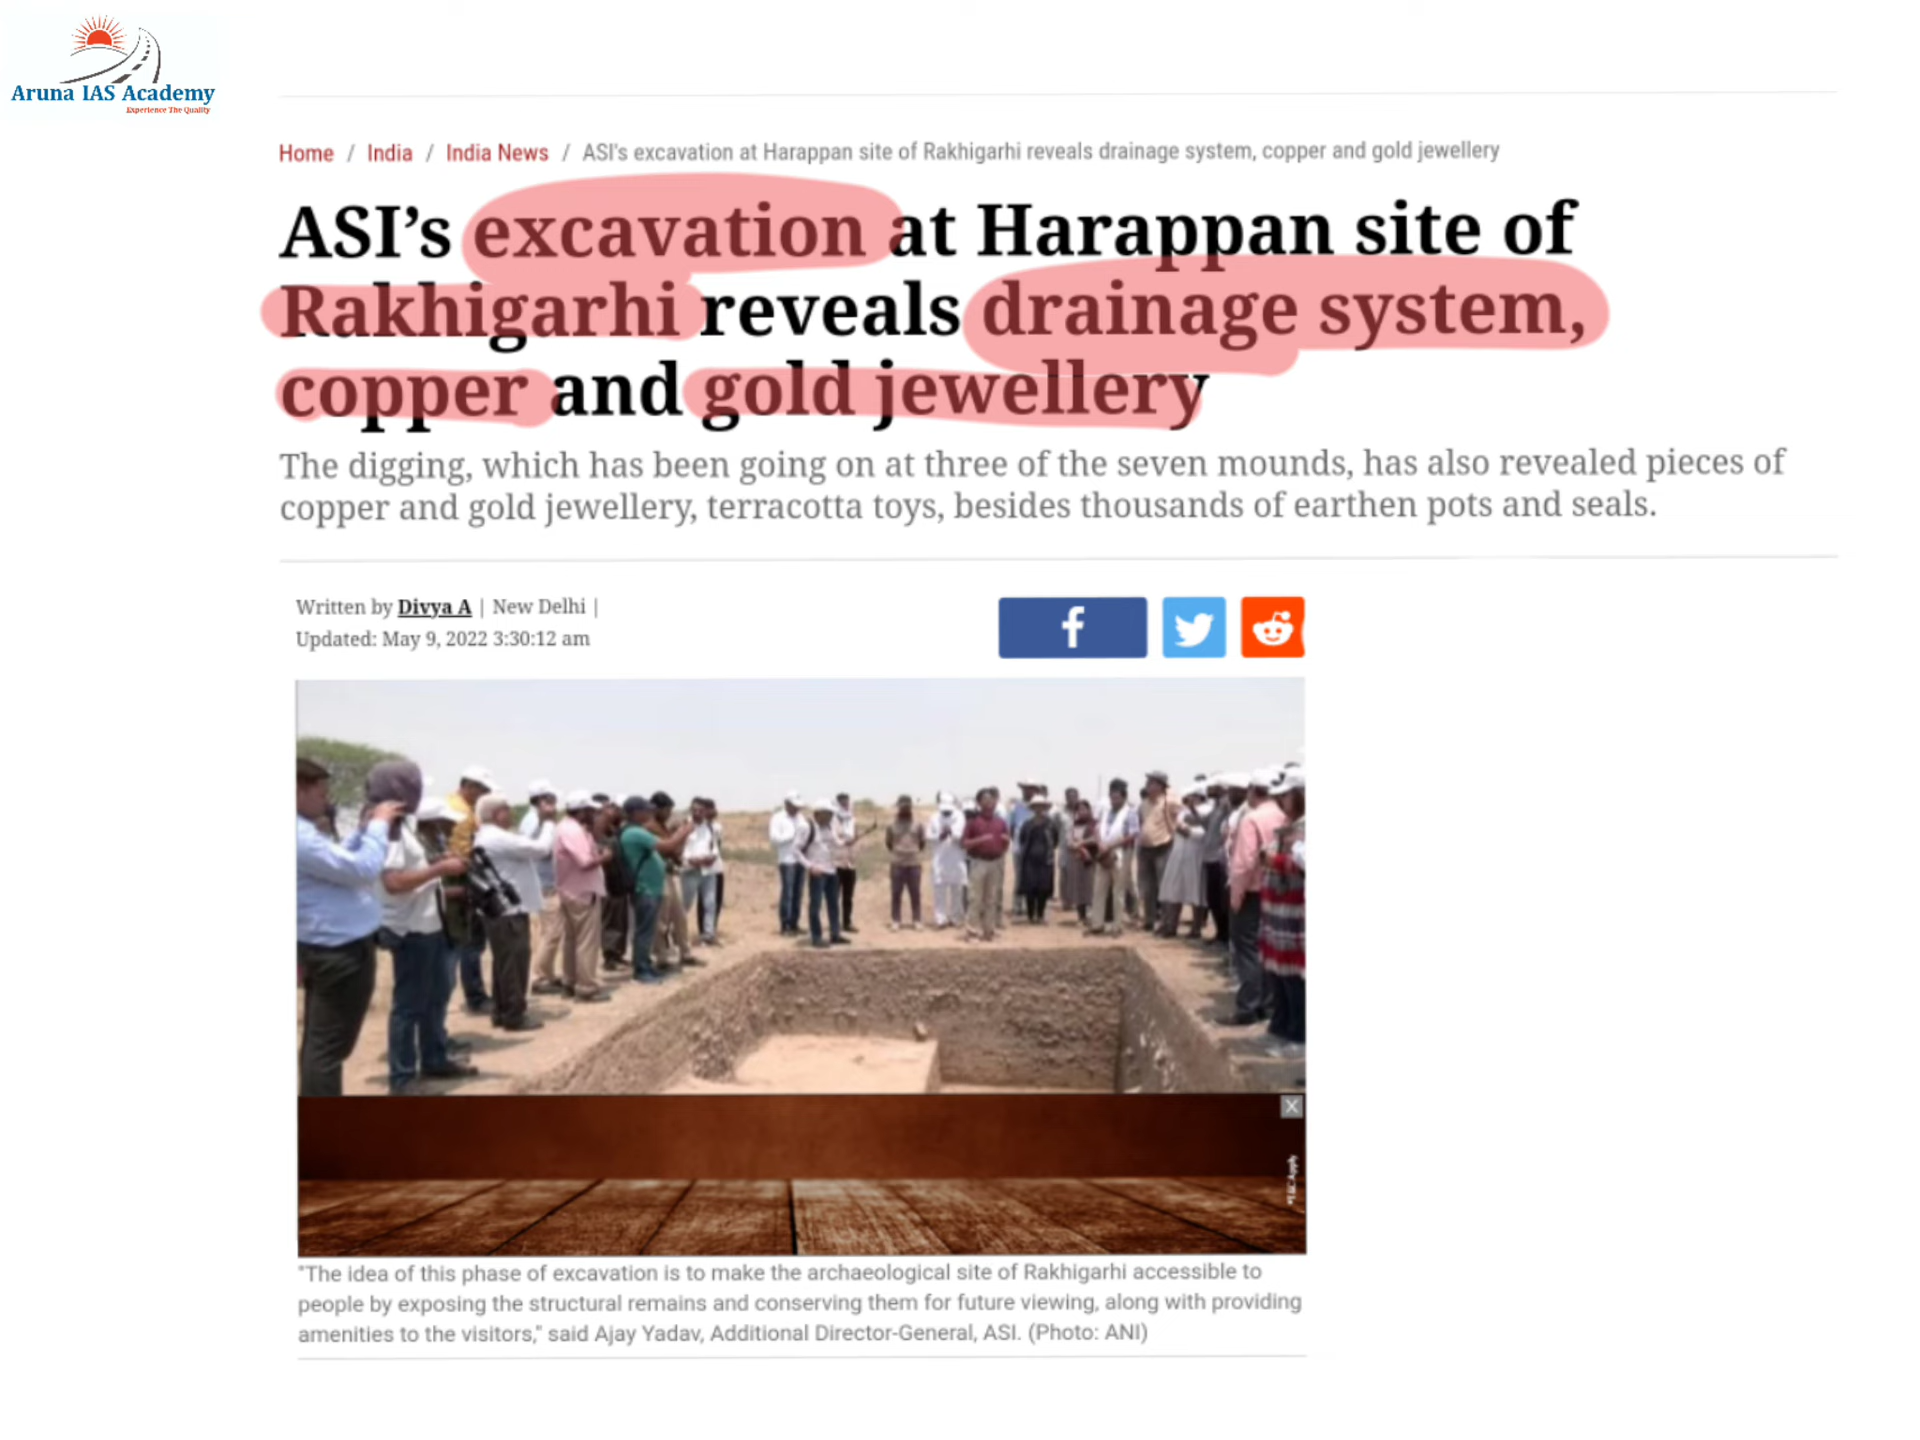 Aruna IAS Academy
Experience The Quality
Home / India / India News / ASI's excavation at Harappan site of Rakhigarhi reveals drainage system, copper and gold jewellery
ASI’s excavation at Harappan site of
Rakhigarhi reveals drainage system,
copper and gold jewellery
The digging, which has been going on at three of the seven mounds, has also revealed pieces of
copper and gold jewellery, terracotta toys, besides thousands of earthen pots and seals.
Written by Divya A | New Delhi |
Updated: May 9, 2022 3:30:12 am
X
*T&C Apply
"The idea of this phase of excavation is to make the archaeological site of Rakhigarhi accessible to
people by exposing the structural remains and conserving them for future viewing, along with providing
amenities to the visitors," said Ajay Yadav, Additional Director-General, ASI. (Photo: ANI)